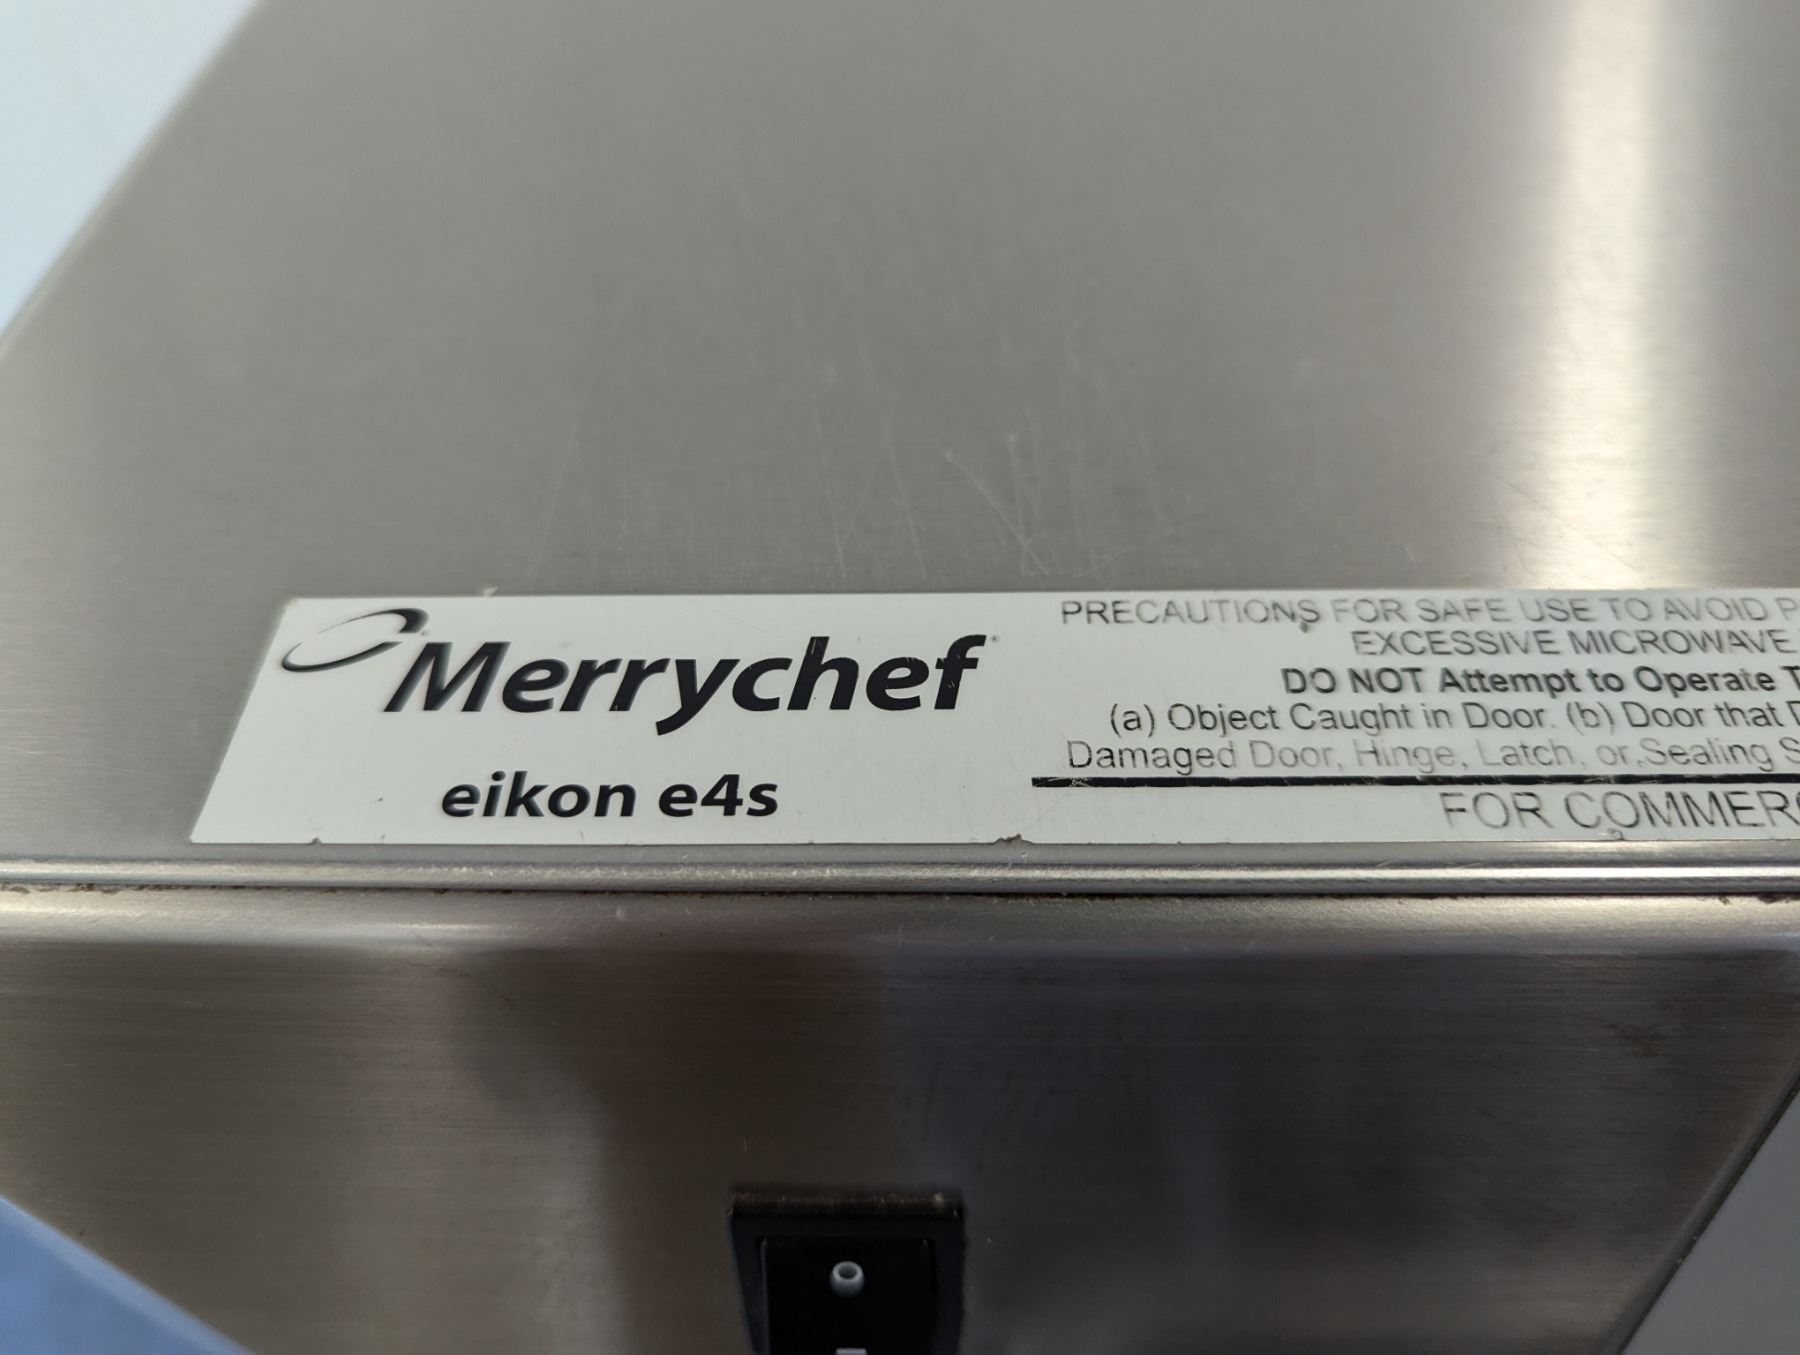 Merrychef
eikon e4s
PRECAUTIONS FOR SAFE USE TO AVOID
EXCESSIVE MICROWAVE
DO NOT Attempt to Operate
(a) Object Caught in Door. (b) Door that
Damaged Door, Hinge, Latch, or Sealing
FOR